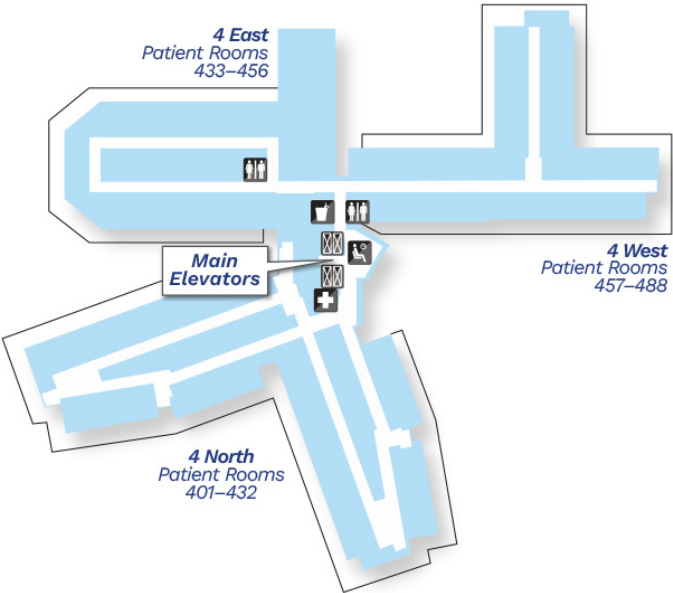 4 East
Patient Rooms
433–456
4 West
Patient Rooms
457–488
Main
Elevators
4 North
Patient Rooms
401–432